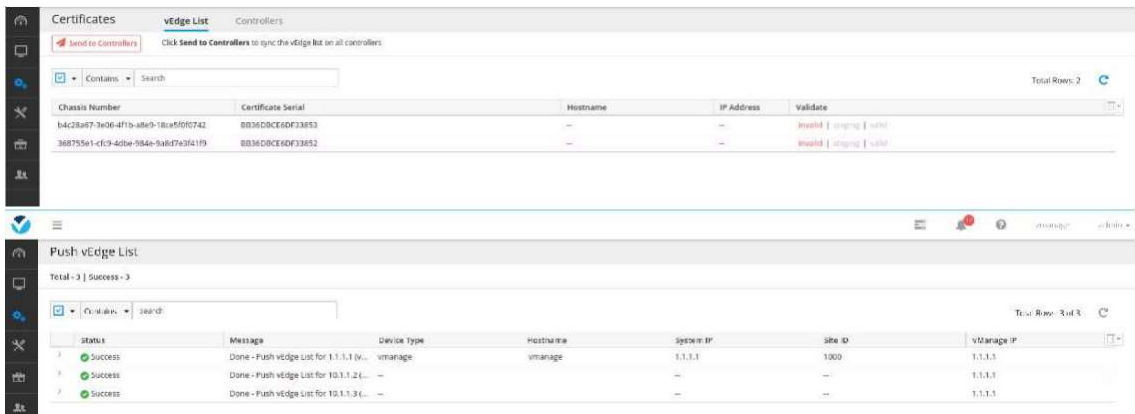 Certificates vEdge List Controllers
Send to Controllers Click Send to Controllers to sync the vEdge list on all controllers
Contains Search Total Rows: 2
Chassis Number Certificate Serial Hostname IP Address Validate
b4c28a67-3e06-4f1b-a8e9-18ce5f0f0742 BB36DBCE6DF33853 -- -- Invalid | staging | valid
368755e1-cfc9-4dbe-984e-9a8d7e3f41f9 BB36DBCE6DF33852 -- -- Invalid | staging | valid
vmanage admin
Push vEdge List
Total - 3 | Success - 3
Contains search Total Rows: 3 of 3
Status Message Device Type Hostname System IP Site ID vManage IP
Success Done - Push vEdge List for 1.1.1.1 (v... vmanage vmanage 1.1.1.1 1000 1.1.1.1
Success Done - Push vEdge List for 10.1.1.2 (... -- -- -- 1.1.1.1
Success Done - Push vEdge List for 10.1.1.3 (... -- -- -- 1.1.1.1